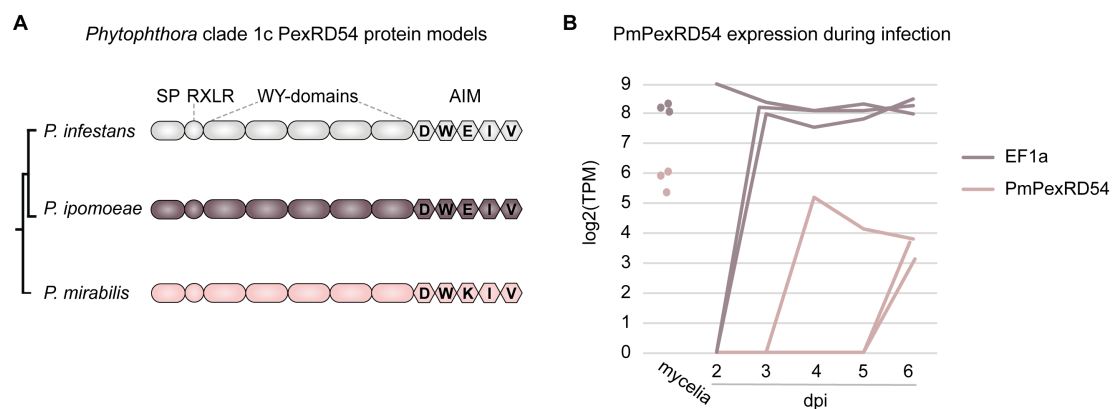 A
Phytophthora clade 1c PexRD54 protein models
SP RXLR WY-domains AIM
P. infestans D W E I V
P. ipomoeae D W E I V
P. mirabilis D W K I V
B
PmPexRD54 expression during infection
log2(TPM)
9
8
7
6
5
4
3
2
1
0
mycelia 2 3 4 5 6
dpi
EF1a
PmPexRD54